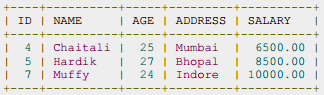 +----+----------+-----+---------+----------+
| ID | NAME     | AGE | ADDRESS | SALARY   |
+----+----------+-----+---------+----------+
|  4 | Chaitali |  25 | Mumbai  |  6500.00 |
|  5 | Hardik   |  27 | Bhopal  |  8500.00 |
|  7 | Muffy    |  24 | Indore  | 10000.00 |
+----+----------+-----+---------+----------+